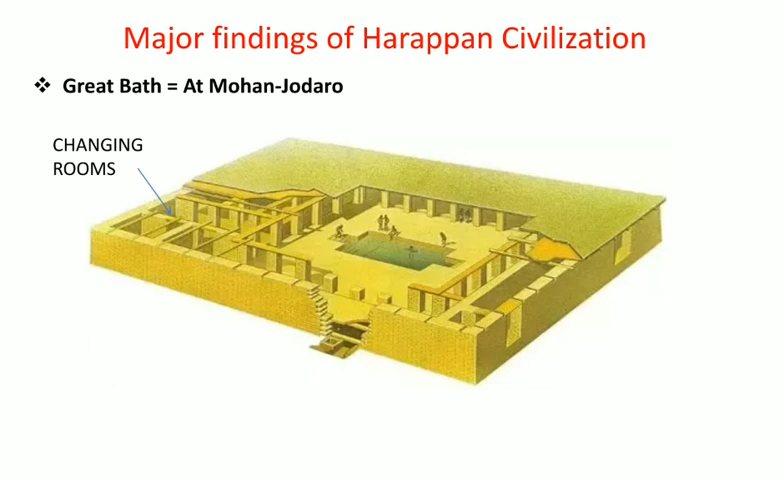 Major findings of Harappan Civilization
❖ Great Bath = At Mohan-Jodaro
CHANGING
ROOMS